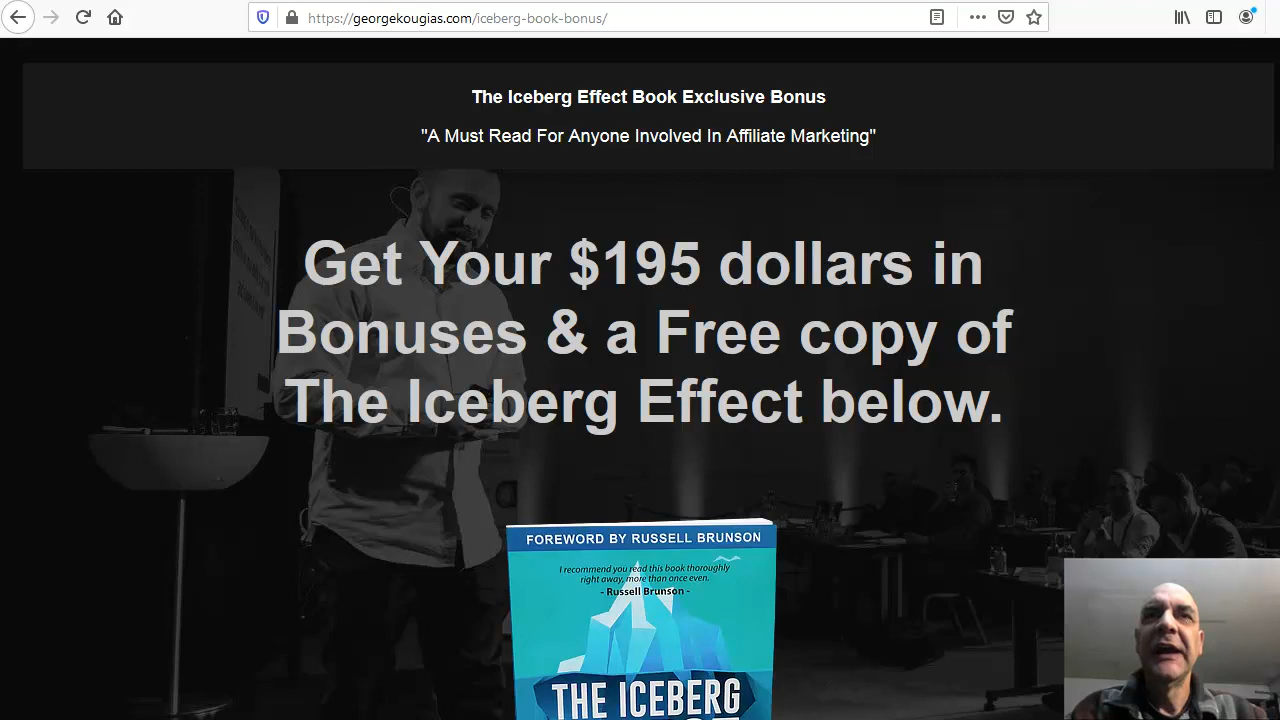 https://georgekougias.com/iceberg-book-bonus/
The Iceberg Effect Book Exclusive Bonus
"A Must Read For Anyone Involved In Affiliate Marketing"
Get Your $195 dollars in
Bonuses & a Free copy of
The Iceberg Effect below.
FOREWORD BY RUSSELL BRUNSON
I recommend you read this book thoroughly
right away, more than once even.
- Russell Brunson -
THE ICEBERG